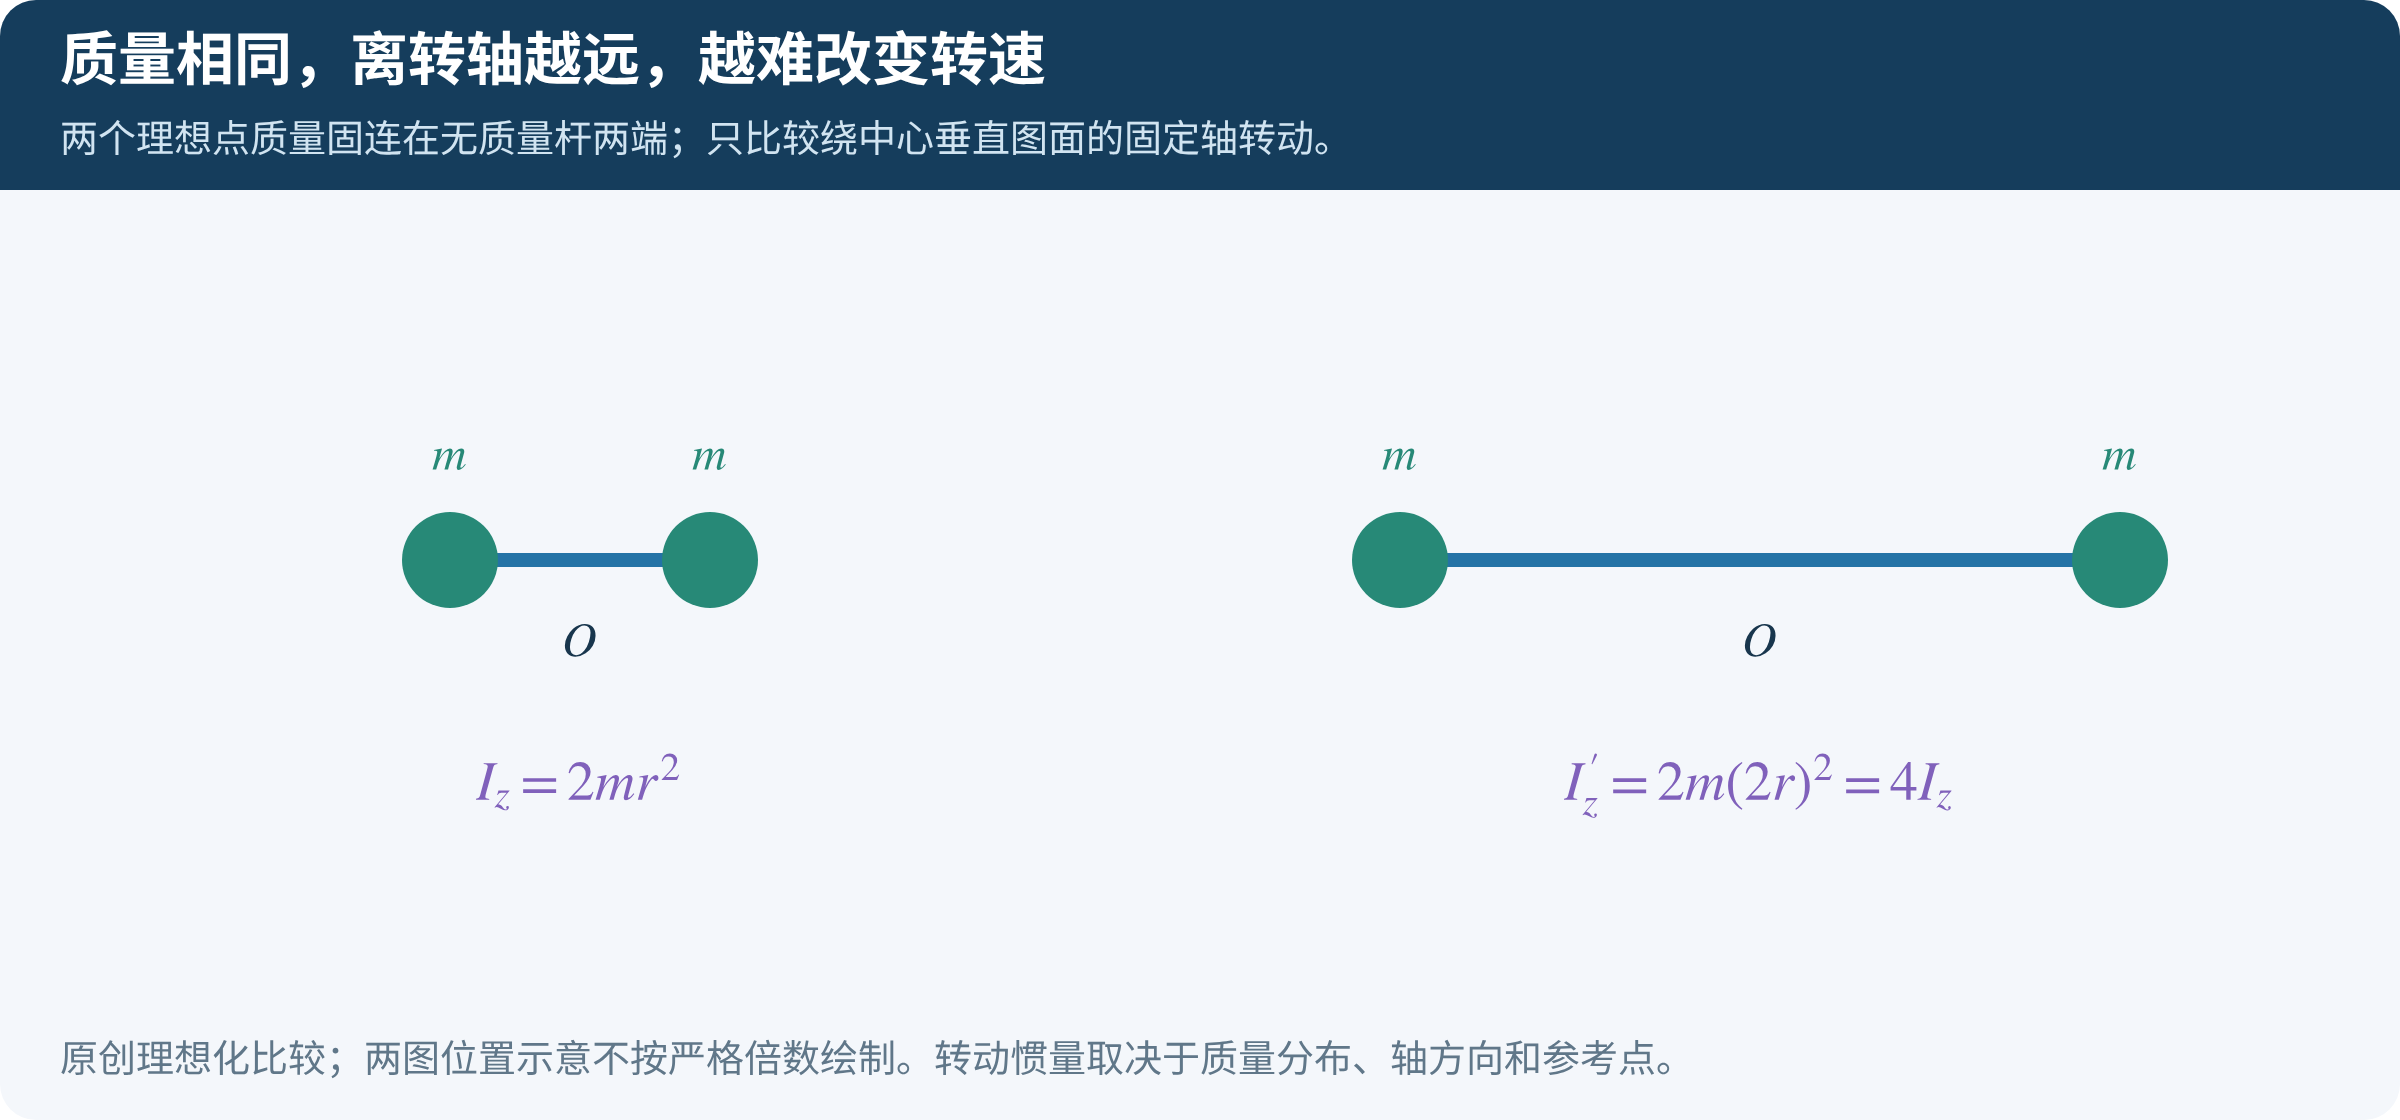 质量相同，离转轴越远，越难改变转速
两个理想点质量固连在无质量杆两端；只比较绕中心垂直图面的固定轴转动。
m m m m
O O
I_z = 2mr² I_z′ = 2m(2r)² = 4I_z
原创理想化比较；两图位置示意不按严格倍数绘制。转动惯量取决于质量分布、轴方向和参考点。